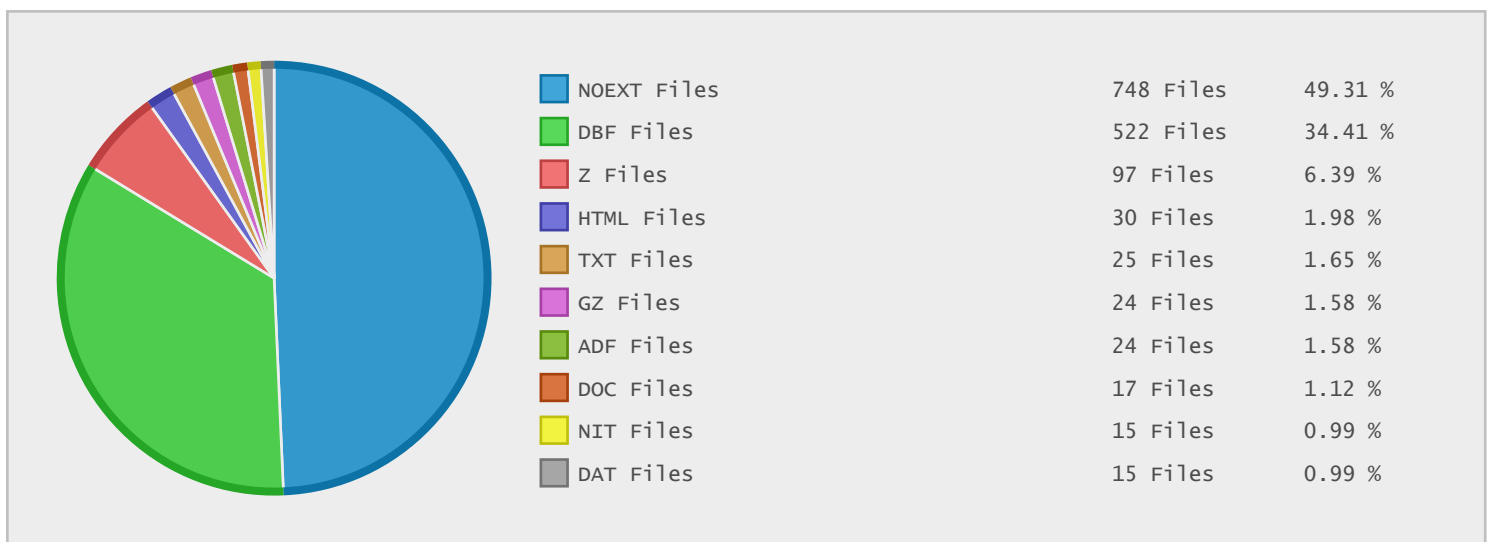 NOEXT Files 748 Files 49.31 %
DBF Files 522 Files 34.41 %
Z Files 97 Files 6.39 %
HTML Files 30 Files 1.98 %
TXT Files 25 Files 1.65 %
GZ Files 24 Files 1.58 %
ADF Files 24 Files 1.58 %
DOC Files 17 Files 1.12 %
NIT Files 15 Files 0.99 %
DAT Files 15 Files 0.99 %